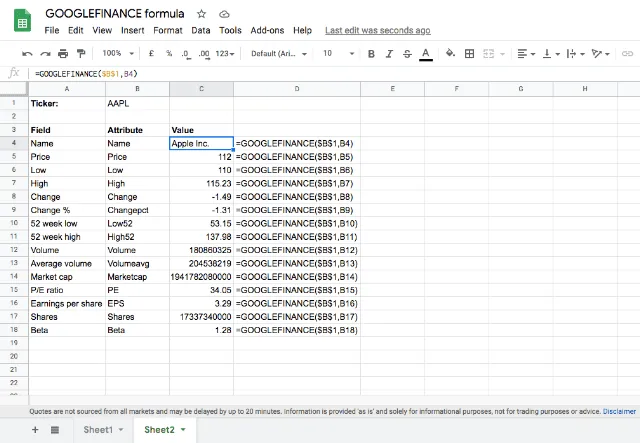 GOOGLEFINANCE formula
File Edit View Insert Format Data Tools Add-ons Help Last edit was seconds ago
100% £ % .0 .00 123 Default (Ari... 10 B I S A
fx =GOOGLEFINANCE($B$1,B4)
A B C D E F G H
1 Ticker: AAPL
2
3 Field Attribute Value
4 Name Name Apple Inc. =GOOGLEFINANCE($B$1,B4)
5 Price Price 112 =GOOGLEFINANCE($B$1,B5)
6 Low Low 110 =GOOGLEFINANCE($B$1,B6)
7 High High 115.23 =GOOGLEFINANCE($B$1,B7)
8 Change Change -1.49 =GOOGLEFINANCE($B$1,B8)
9 Change % Changepct -1.31 =GOOGLEFINANCE($B$1,B9)
10 52 week low Low52 53.15 =GOOGLEFINANCE($B$1,B10)
11 52 week high High52 137.98 =GOOGLEFINANCE($B$1,B11)
12 Volume Volume 180860325 =GOOGLEFINANCE($B$1,B12)
13 Average volume Volumeavg 204538219 =GOOGLEFINANCE($B$1,B13)
14 Market cap Marketcap 1941782080000 =GOOGLEFINANCE($B$1,B14)
15 P/E ratio PE 34.05 =GOOGLEFINANCE($B$1,B15)
16 Earnings per share EPS 3.29 =GOOGLEFINANCE($B$1,B16)
17 Shares Shares 17337340000 =GOOGLEFINANCE($B$1,B17)
18 Beta Beta 1.28 =GOOGLEFINANCE($B$1,B18)
19
20
21
22
Quotes are not sourced from all markets and may be delayed by up to 20 minutes. Information is provided 'as is' and solely for informational purposes, not for trading purposes or advice. Disclaimer
Sheet1 Sheet2